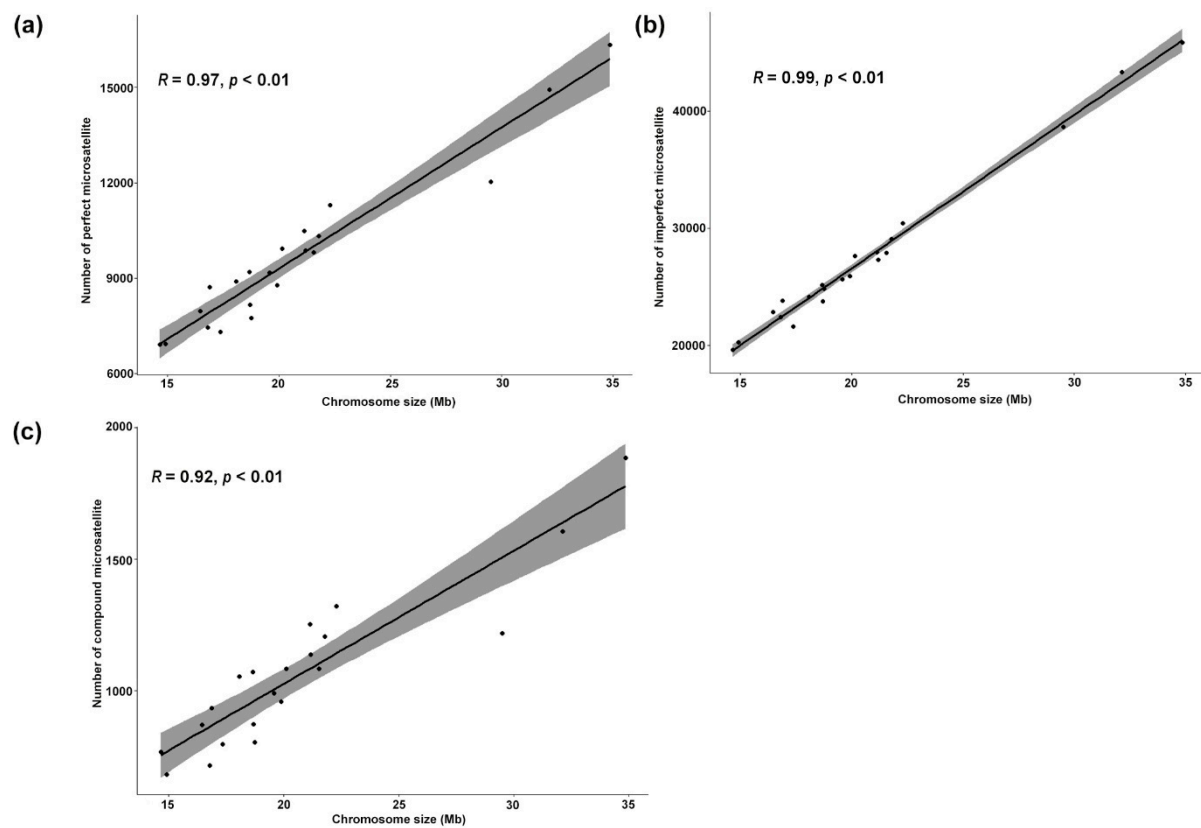 (a)
R = 0.97, p < 0.01
Number of perfect microsatellite
15000
12000
9000
6000
15
20
25
30
35
Chromosome size (Mb)
(b)
R = 0.99, p < 0.01
Number of imperfect microsatellite
40000
30000
20000
15
20
25
30
35
Chromosome size (Mb)
(c)
R = 0.92, p < 0.01
Number of compound microsatellite
2000
1500
1000
15
20
25
30
35
Chromosome size (Mb)